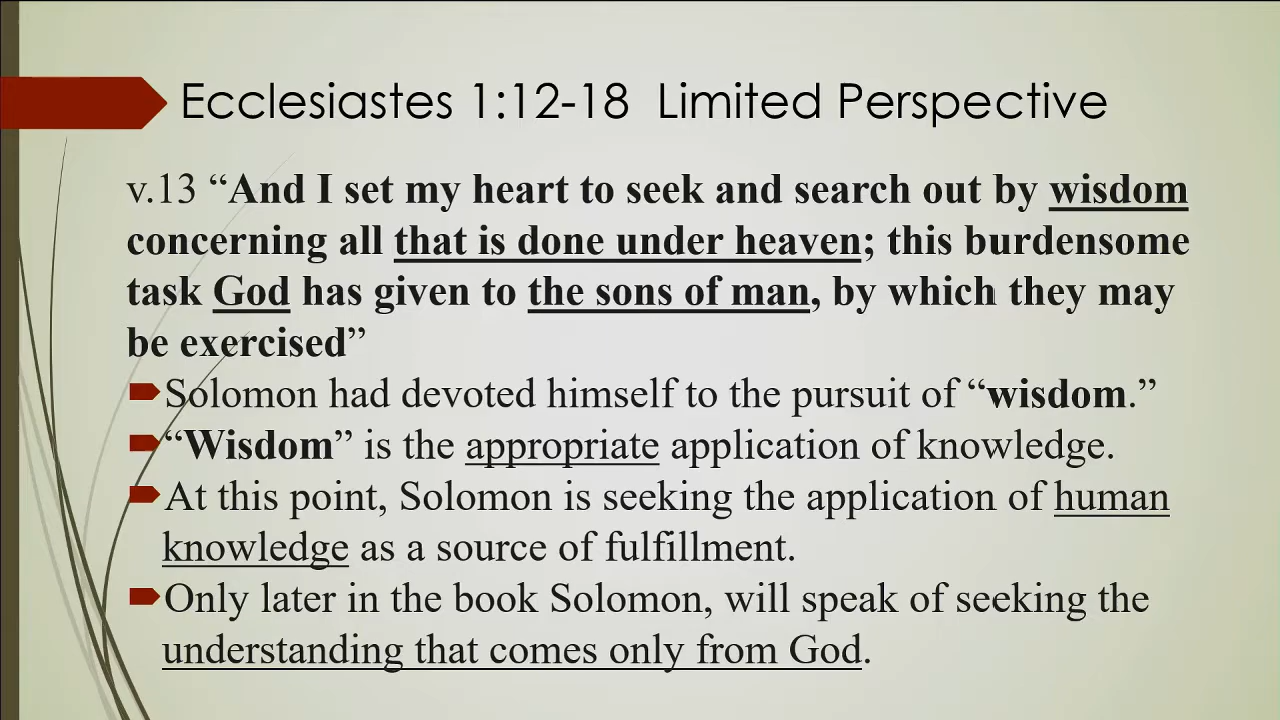 Ecclesiastes 1:12-18  Limited Perspective
v.13 “And I set my heart to seek and search out by wisdom
concerning all that is done under heaven; this burdensome
task God has given to the sons of man, by which they may
be exercised”
Solomon had devoted himself to the pursuit of “wisdom.”
“Wisdom” is the appropriate application of knowledge.
At this point, Solomon is seeking the application of human
knowledge as a source of fulfillment.
Only later in the book Solomon, will speak of seeking the
understanding that comes only from God.